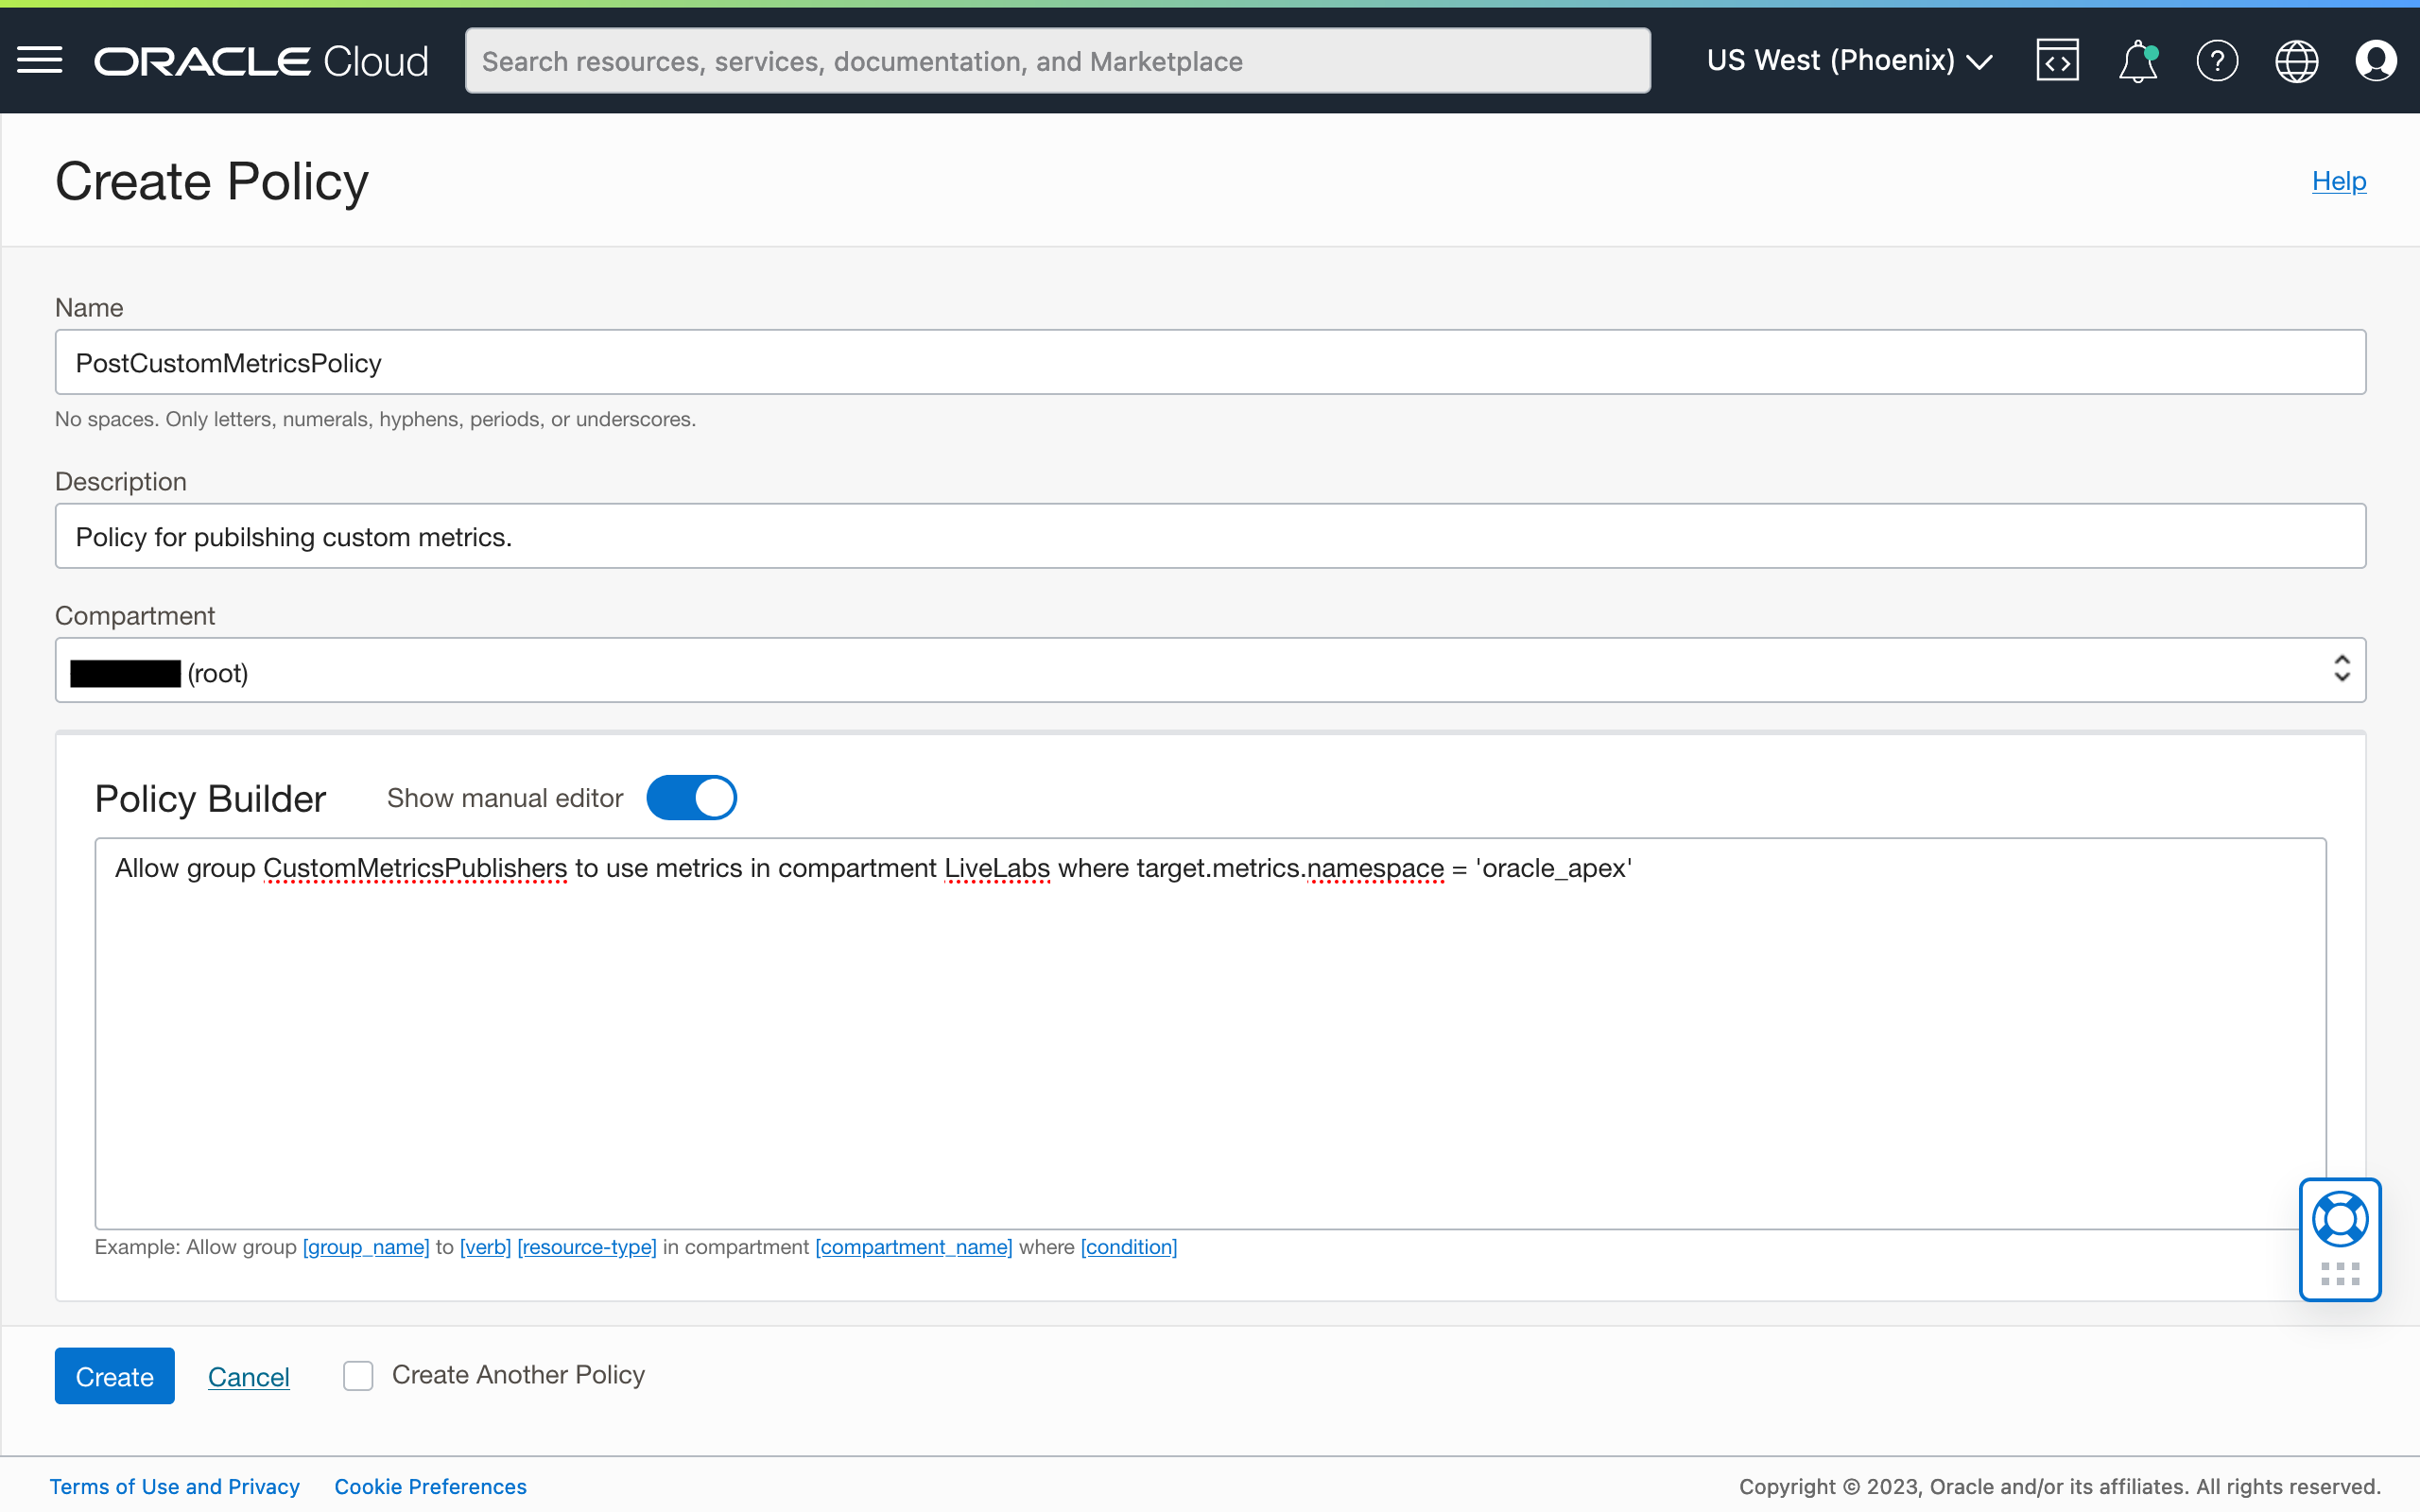 ORACLE Cloud
Search resources, services, documentation, and Marketplace
US West (Phoenix)
Create Policy
Help
Name
PostCustomMetricsPolicy
No spaces. Only letters, numerals, hyphens, periods, or underscores.
Description
Policy for pubilshing custom metrics.
Compartment
(root)
Policy Builder
Show manual editor
Allow group CustomMetricsPublishers to use metrics in compartment LiveLabs where target.metrics.namespace = 'oracle_apex'
Example: Allow group [group_name] to [verb] [resource-type] in compartment [compartment_name] where [condition]
Create
Cancel
Create Another Policy
Terms of Use and Privacy
Cookie Preferences
Copyright © 2023, Oracle and/or its affiliates. All rights reserved.